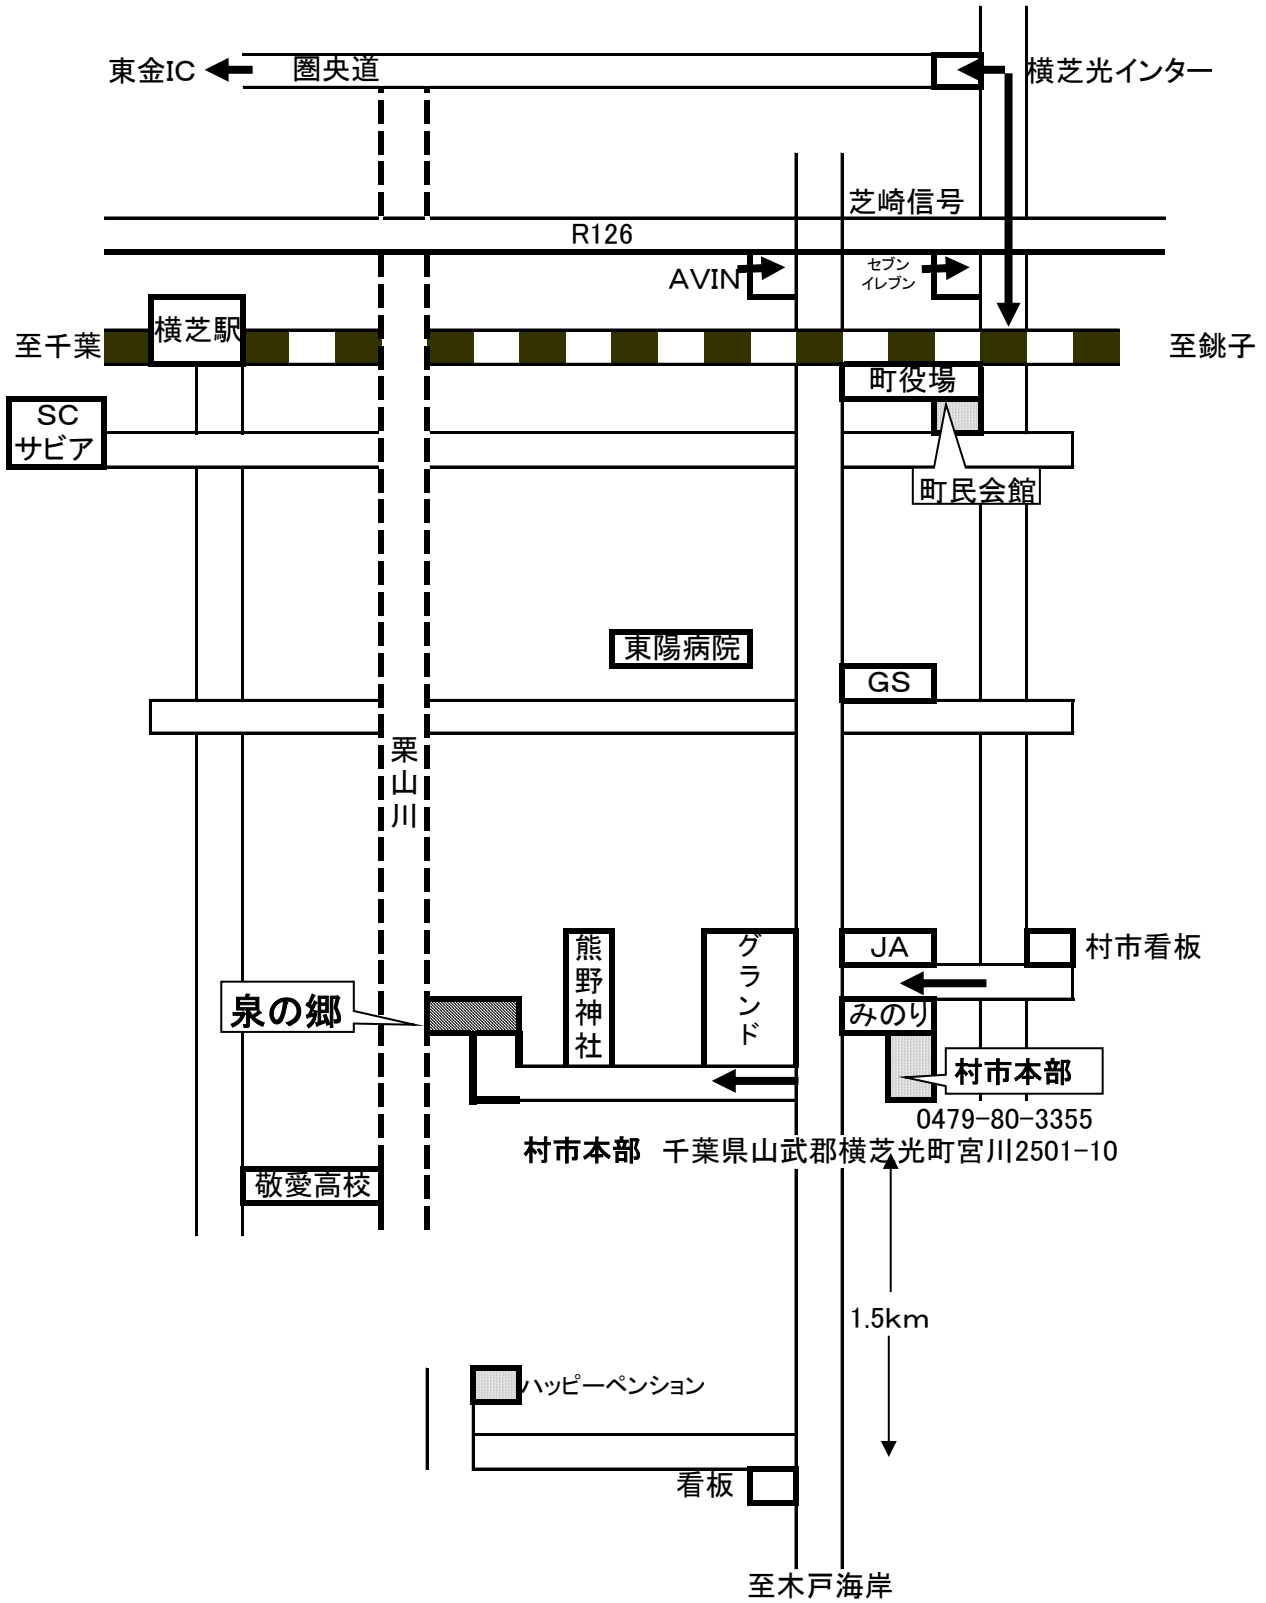 東金IC
圏央道
横芝光インター
芝崎信号
R126
AVIN
セブン
イレブン
横芝駅
至千葉
至銚子
町役場
SC
サビア
町民会館
東陽病院
GS
栗山川
熊野神社
グランド
JA
村市看板
泉の郷
みのり
村市本部
0479-80-3355
村市本部 千葉県山武郡横芝光町宮川2501-10
敬愛高校
1.5km
ハッピーペンション
看板
至木戸海岸